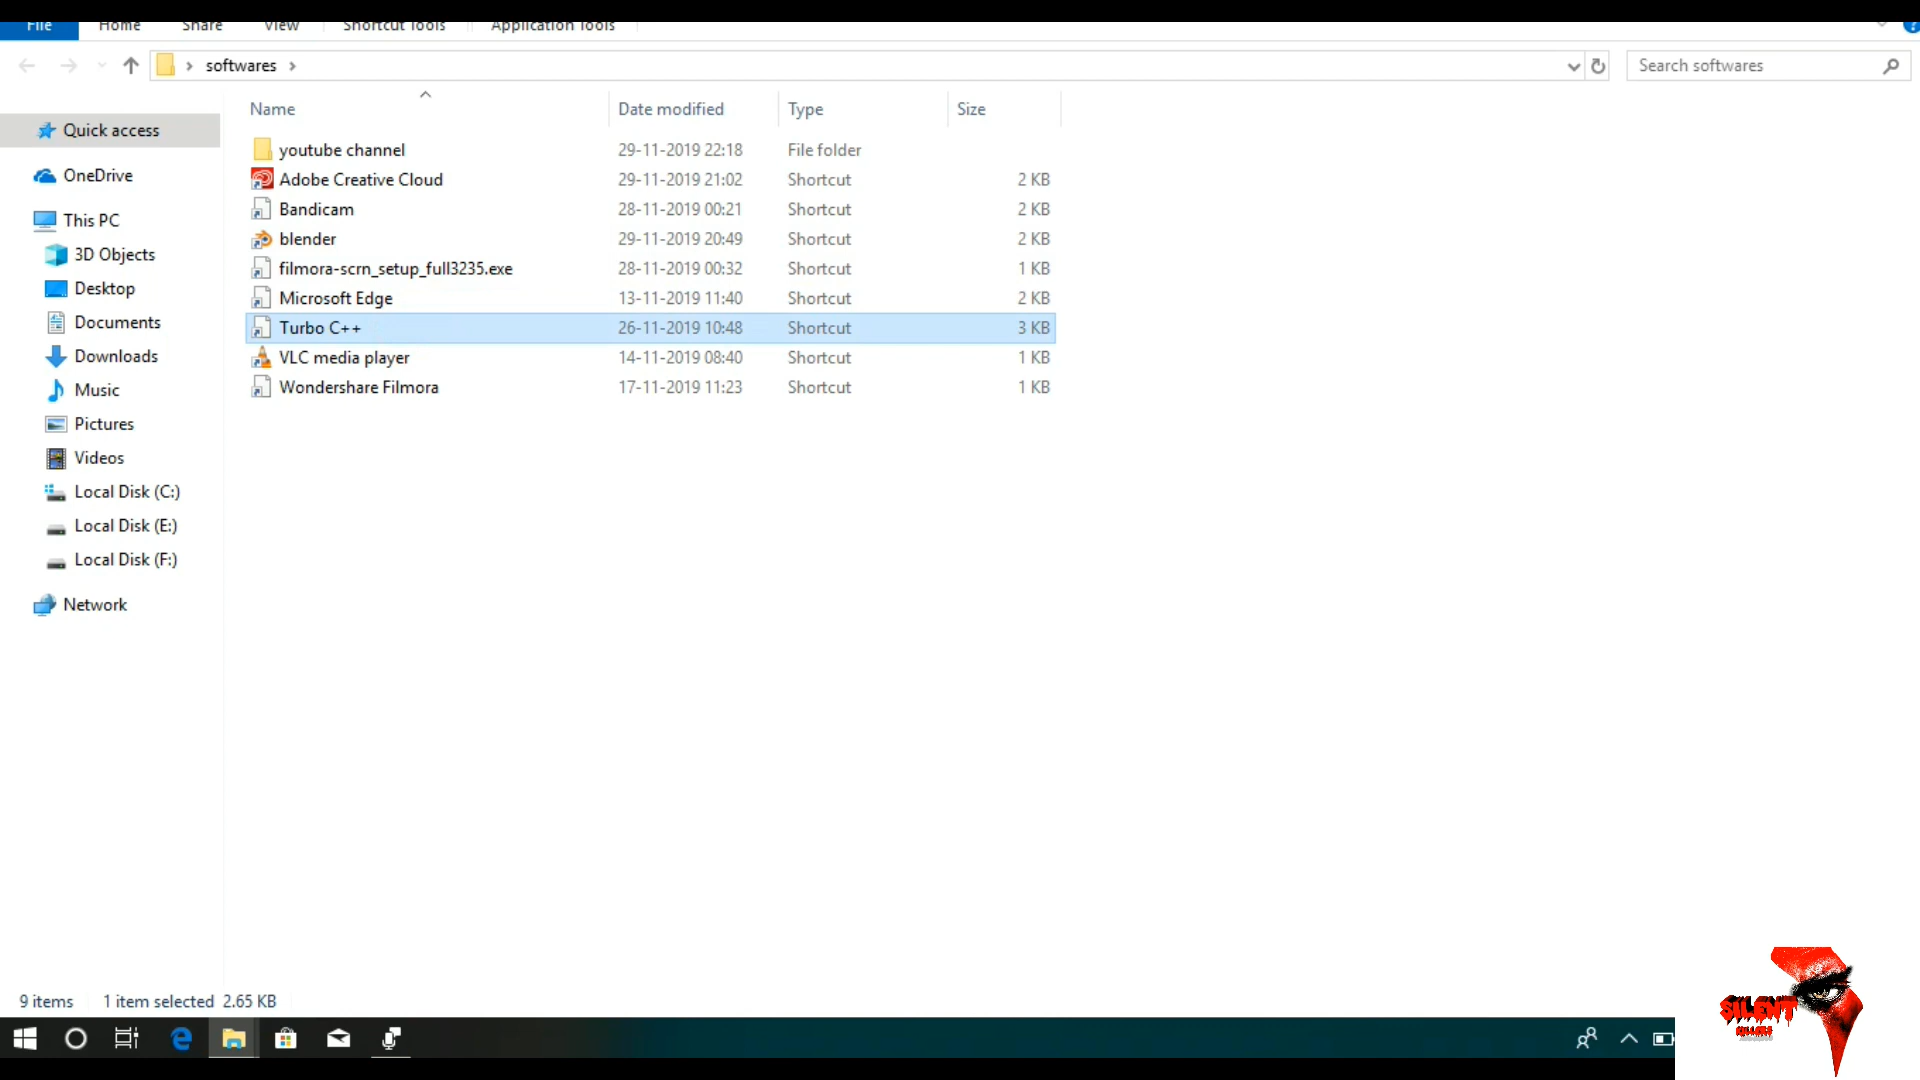 File Home Share View Shortcut Tools Application Tools
softwares
Search softwares
Name Date modified Type Size
Quick access
OneDrive
This PC
3D Objects
Desktop
Documents
Downloads
Music
Pictures
Videos
Local Disk (C:)
Local Disk (E:)
Local Disk (F:)
Network
youtube channel 29-11-2019 22:18 File folder
Adobe Creative Cloud 29-11-2019 21:02 Shortcut 2 KB
Bandicam 28-11-2019 00:21 Shortcut 2 KB
blender 29-11-2019 20:49 Shortcut 2 KB
filmora-scrn_setup_full3235.exe 28-11-2019 00:32 Shortcut 1 KB
Microsoft Edge 13-11-2019 11:40 Shortcut 2 KB
Turbo C++ 26-11-2019 10:48 Shortcut 3 KB
VLC media player 14-11-2019 08:40 Shortcut 1 KB
Wondershare Filmora 17-11-2019 11:23 Shortcut 1 KB
9 items 1 item selected 2.65 KB
SILENT